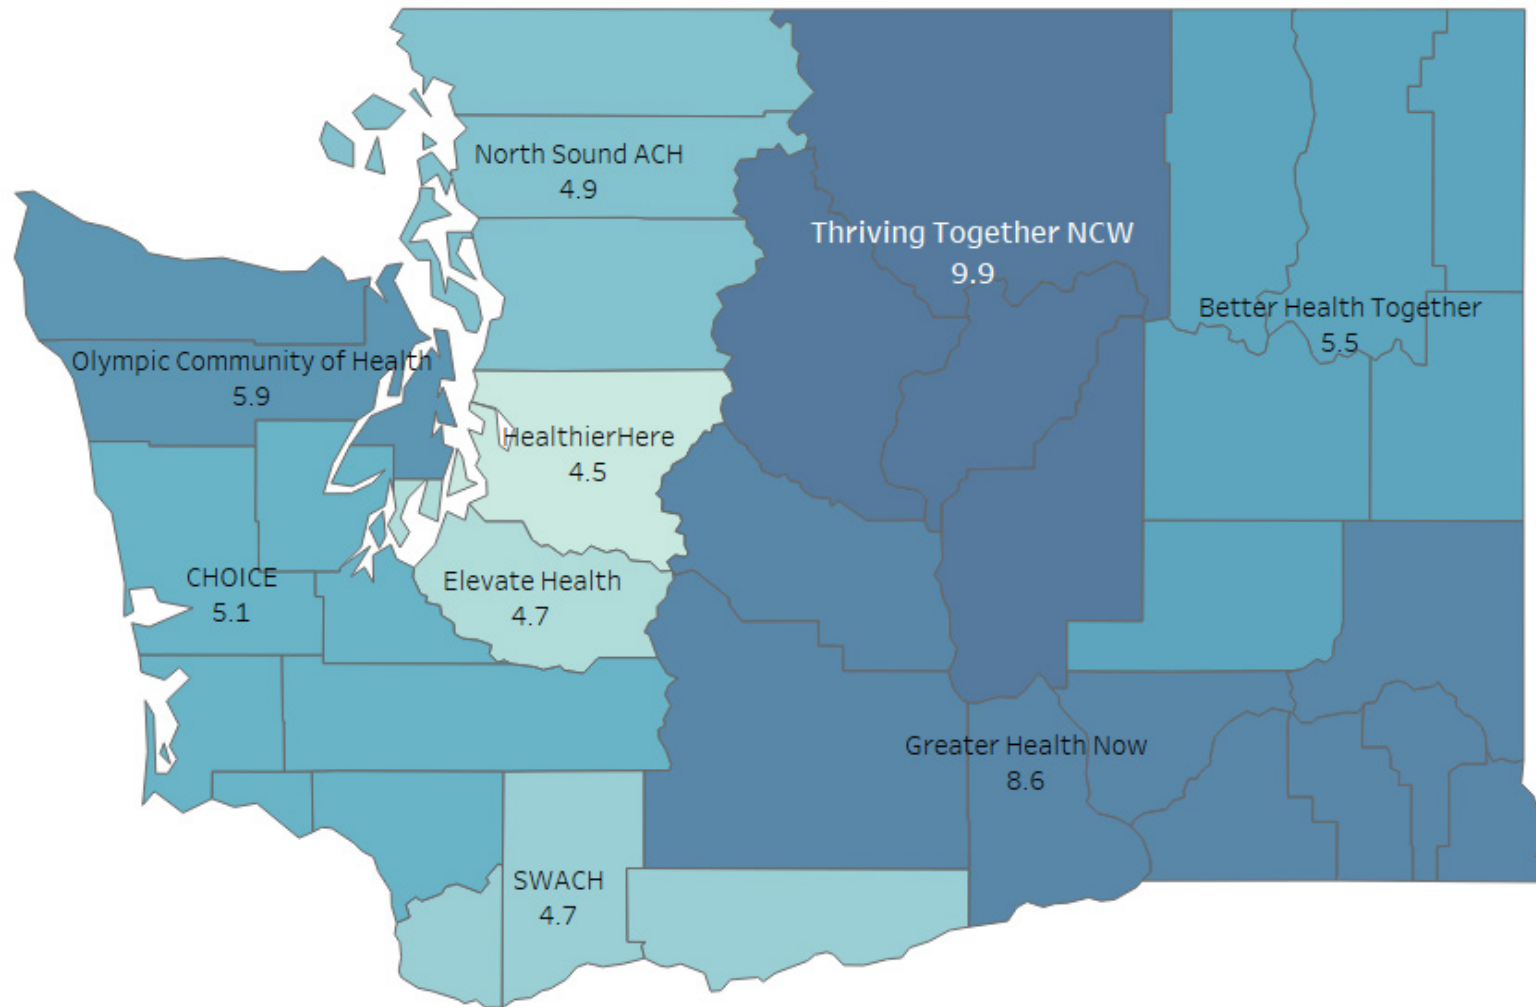 North Sound ACH
4.9
Thriving Together NCW
9.9
Better Health Together
5.5
Olympic Community of Health
5.9
HealthierHere
4.5
CHOICE
5.1
Elevate Health
4.7
Greater Health Now
8.6
SWACH
4.7